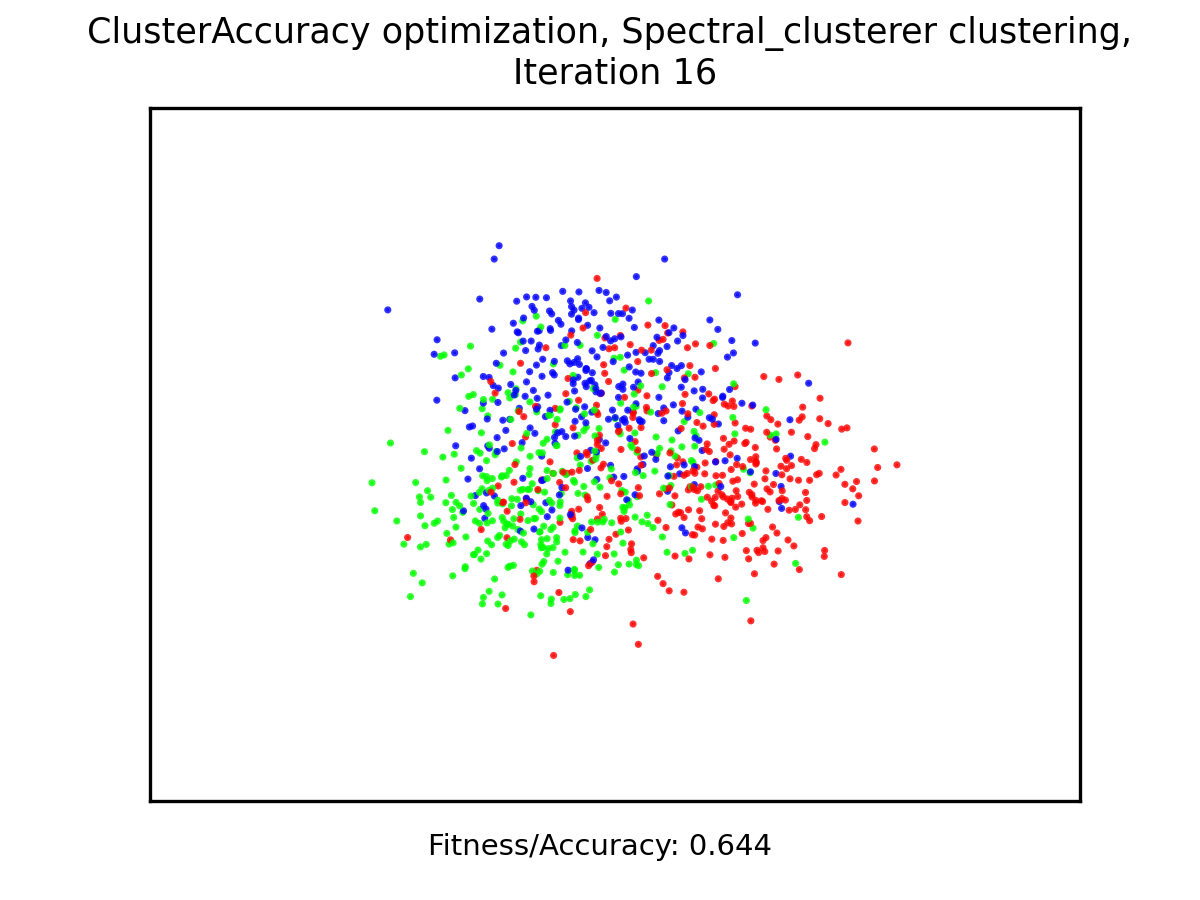 ClusterAccuracy optimization, Spectral_clusterer clustering,
Iteration 16
Fitness/Accuracy: 0.644